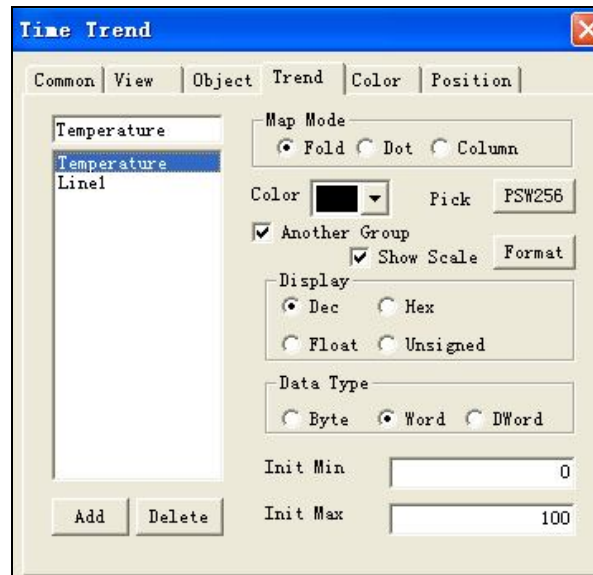 Time Trend
Common View Object Trend Color Position
Temperature
Temperature
Line1
Add Delete
Map Mode
Fold Dot Column
Color Pick PSW256
Another Group
Show Scale Format
Display
Dec Hex
Float Unsigned
Data Type
Byte Word DWord
Init Min 0
Init Max 100